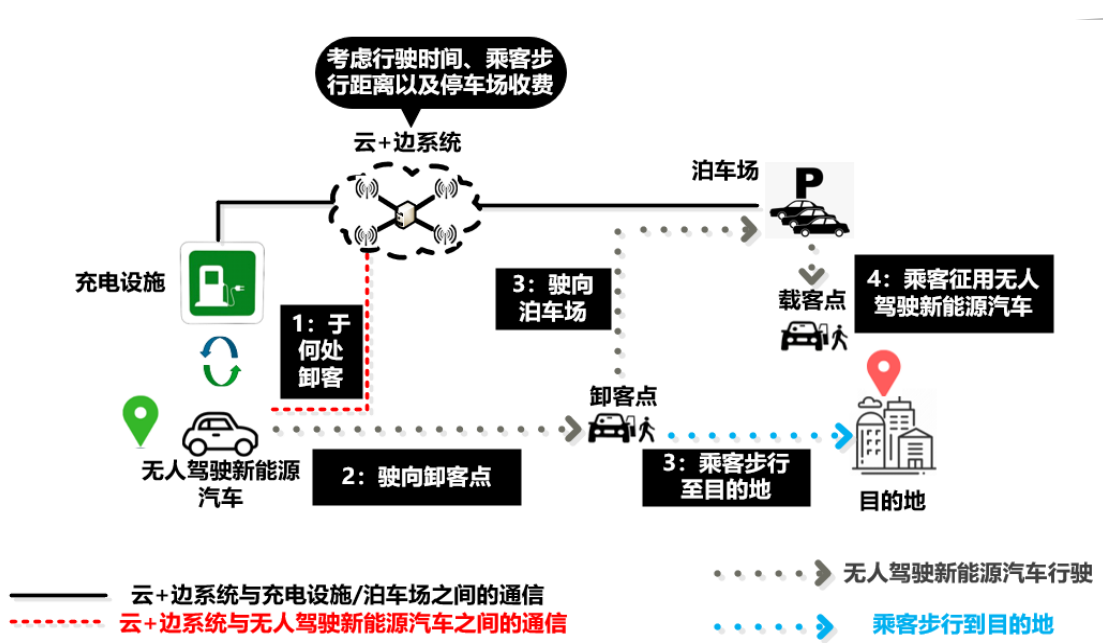 考虑行驶时间、乘客步
行距离以及停车场收费
云+边系统
泊车场
P
充电设施
1：于
何处
卸客
3：驶向
泊车场
载客点
4：乘客征用无人
驾驶新能源汽车
卸客点
无人驾驶新能源
汽车
2：驶向卸客点
3：乘客步行
至目的地
目的地
云+边系统与充电设施/泊车场之间的通信
云+边系统与无人驾驶新能源汽车之间的通信
无人驾驶新能源汽车行驶
乘客步行到目的地